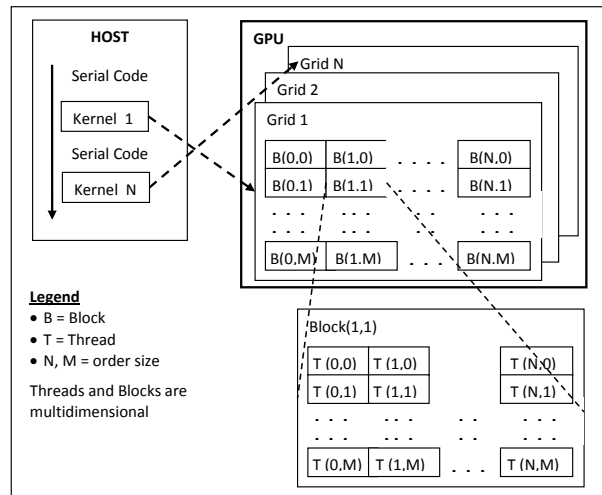 HOST
Serial Code
Kernel 1
Serial Code
Kernel N
GPU
Grid N
Grid 2
Grid 1
B(0,0) B(1,0) . . . . B(N,0)
B(0.1) B(1.1) . . . . B(N.1)
. . . . . . . . . . . .
. . . . . . . . . . . .
B(0,M) B(1.M) . . . B(N.M)
Legend
• B = Block
• T = Thread
• N, M = order size
Threads and Blocks are
multidimensional
Block(1,1)
T (0,0) T (1,0) . . T (N,0)
T (0,1) T (1,1) . . T (N,1)
. . . . . . . . . . .
. . . . . . . . . . .
T (0,M) T (1,M) . . . T (N,M)